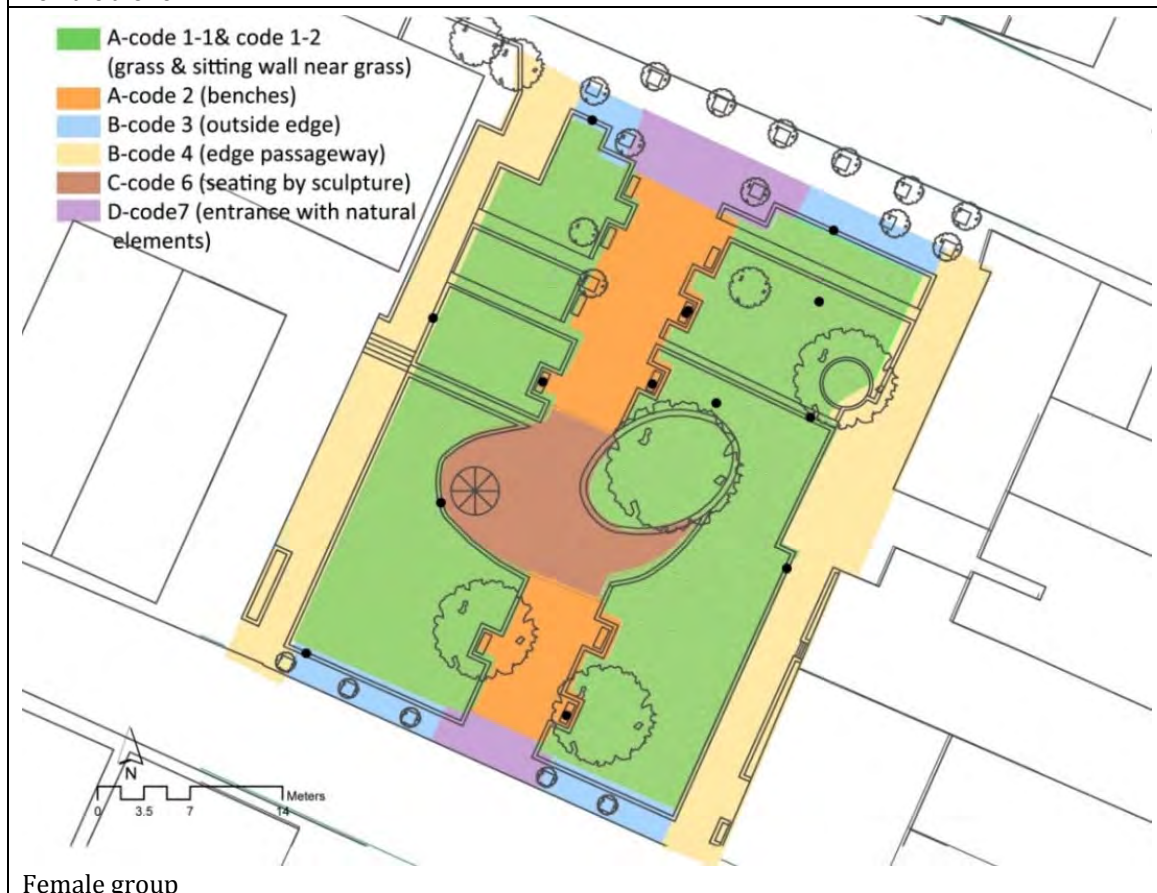 A-code 1-1& code 1-2
(grass & sitting wall near grass)
A-code 2 (benches)
B-code 3 (outside edge)
B-code 4 (edge passageway)
C-code 6 (seating by sculpture)
D-code7 (entrance with natural
elements)
N
Meters
0 3.5 7 14
Female group